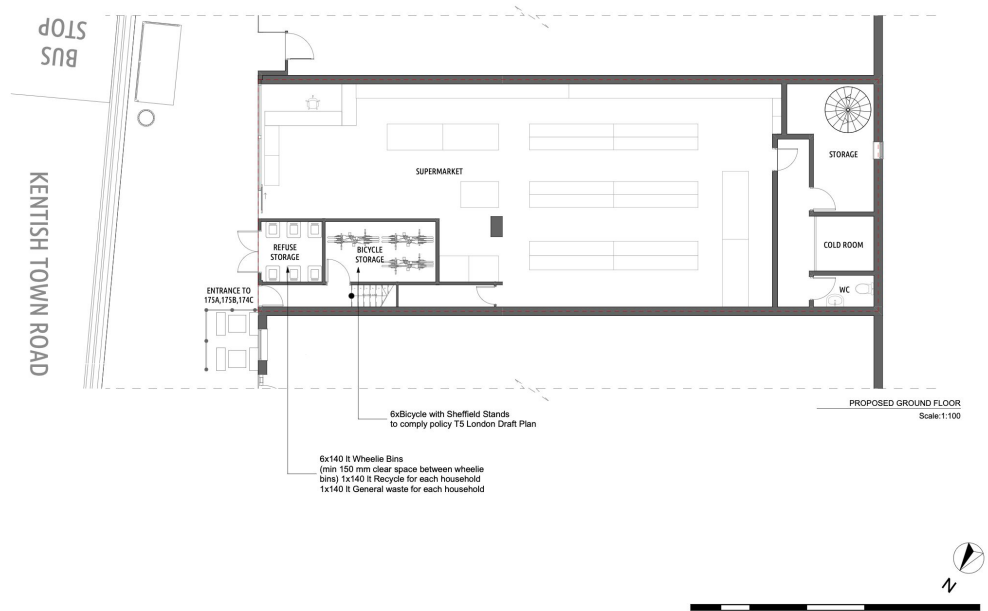 BUS
STOP
KENTISH TOWN ROAD
SUPERMARKET
STORAGE
REFUSE
STORAGE
BICYCLE
STORAGE
COLD ROOM
WC
ENTRANCE TO
175A,175B,174C
PROPOSED GROUND FLOOR
Scale:1:100
6xBicycle with Sheffield Stands
to comply policy T5 London Draft Plan
6x140 lt Wheelie Bins
(min 150 mm clear space between wheelie
bins) 1x140 lt Recycle for each household
1x140 lt General waste for each household
N